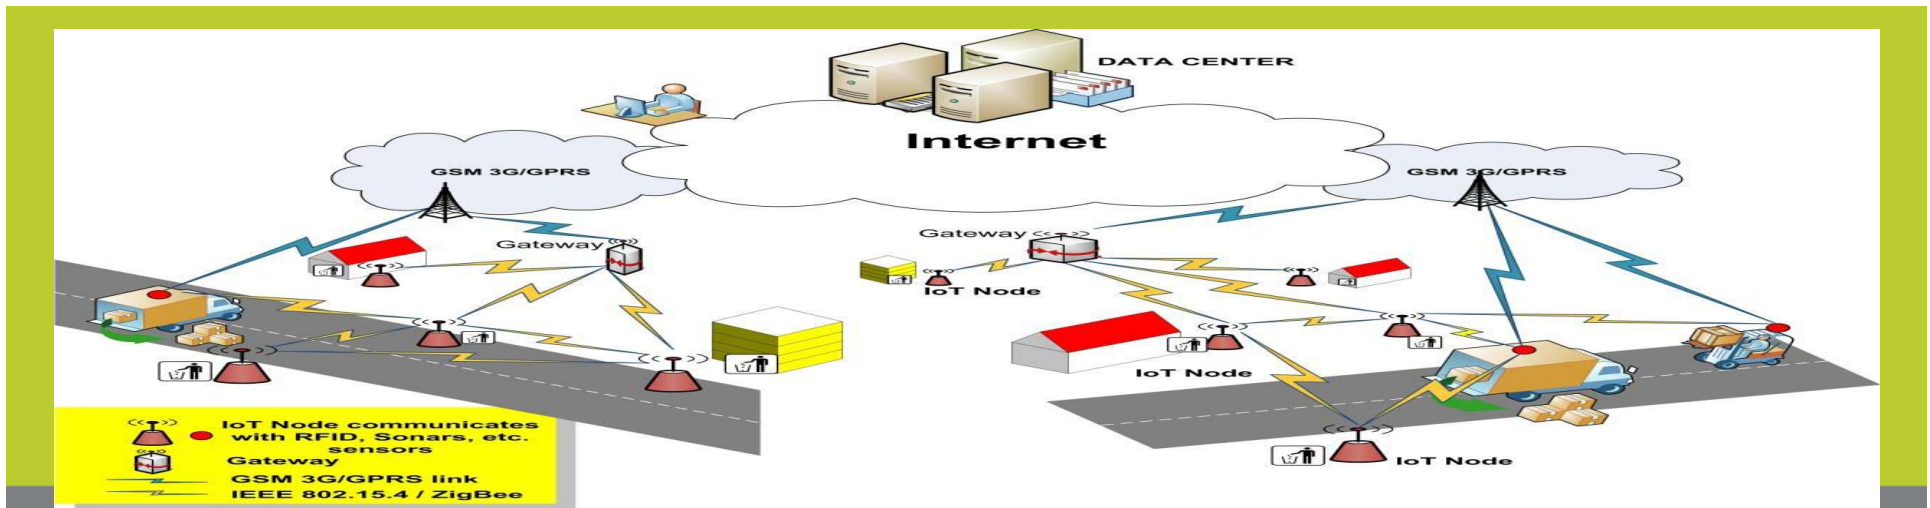 DATA CENTER
Internet
GSM 3G/GPRS
GSM 3G/GPRS
Gateway
Gateway
IoT Node
IoT Node
IoT Node
IoT Node communicates
with RFID, Sonars, etc.
sensors
Gateway
GSM 3G/GPRS link
IEEE 802.15.4 / ZigBee